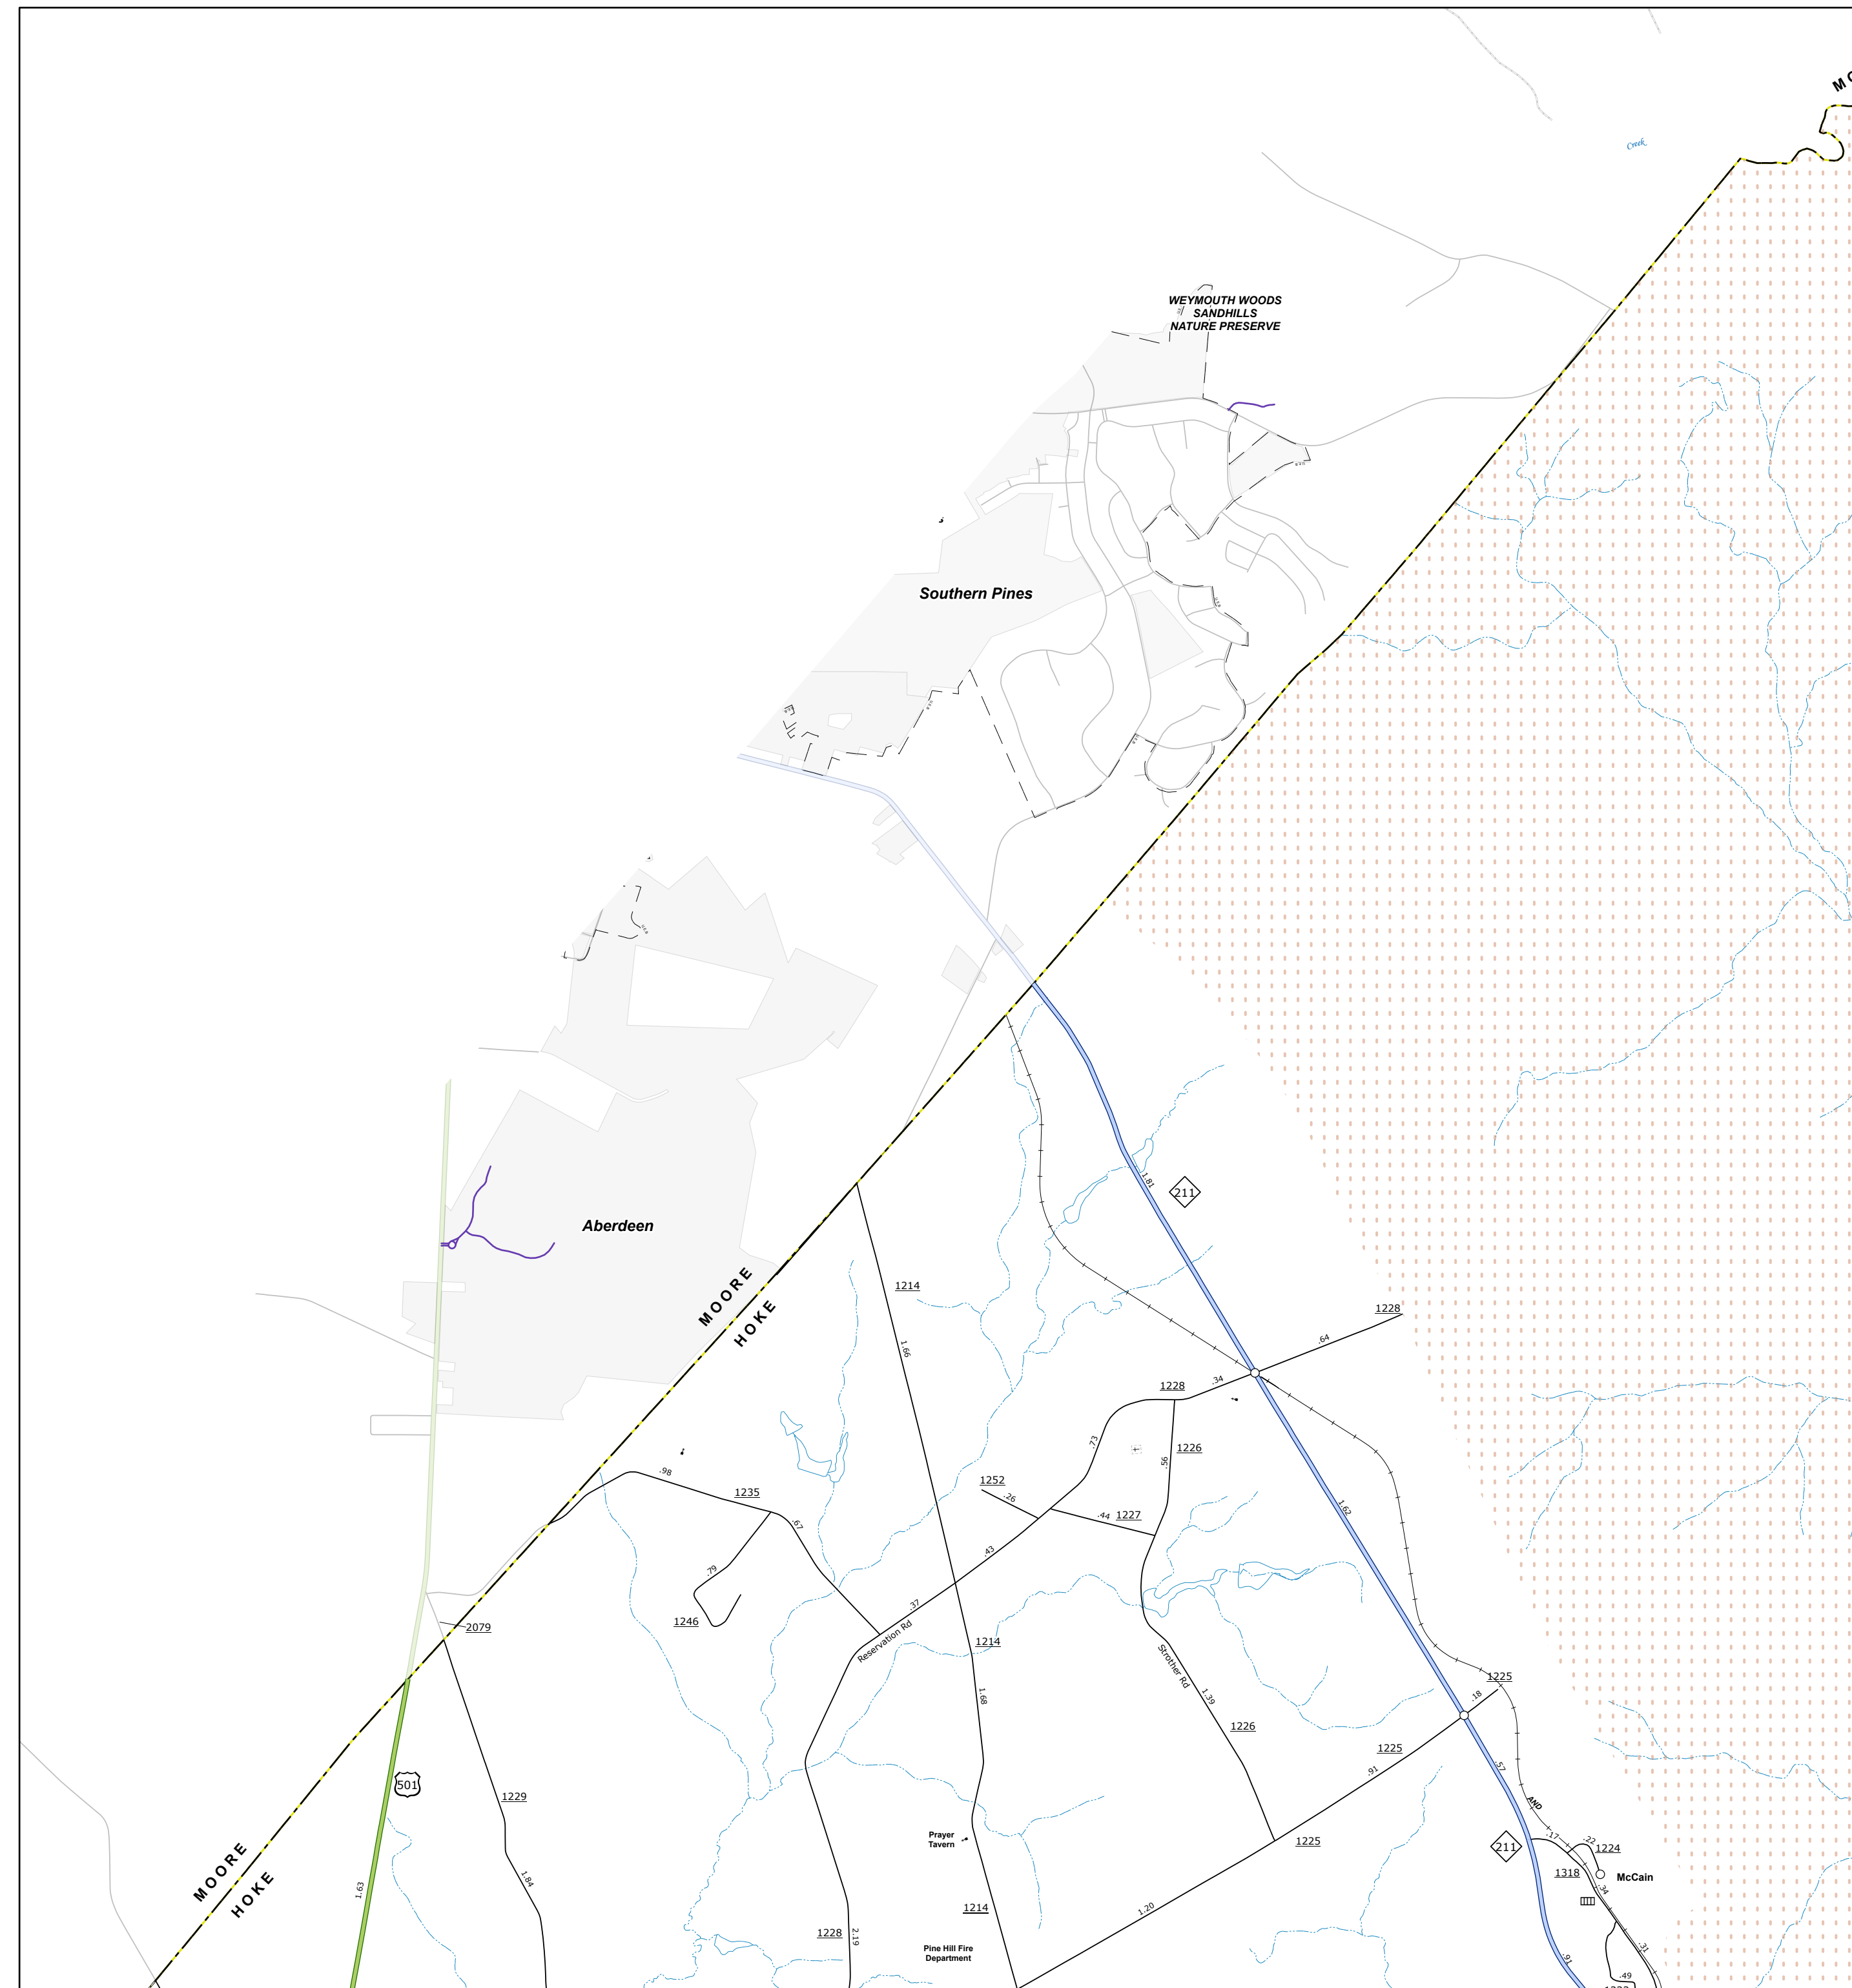 MO
Creek
WEYMOUTH WOODS
SANDHILLS
NATURE PRESERVE
Southern Pines
1.81
211
Aberdeen
MOORE
HOKE
1214
1.66
1228
.64
1228
.34
.73
1226
.56
.98
1235
1252
.26
.44
1227
1.62
.67
.43
.79
.37
1246
2079
Reservation Rd
1214
Strother Rd
1225
.18
1.68
1.39
1226
1225
.57
.91
501
1229
AND
Prayer
Tavern
1225
211
.17
.22
1224
1318
McCain
MOORE
HOKE
1.63
1.84
.34
1.20
1214
1228
2.19
Pine Hill Fire
Department
.31
.91
.49